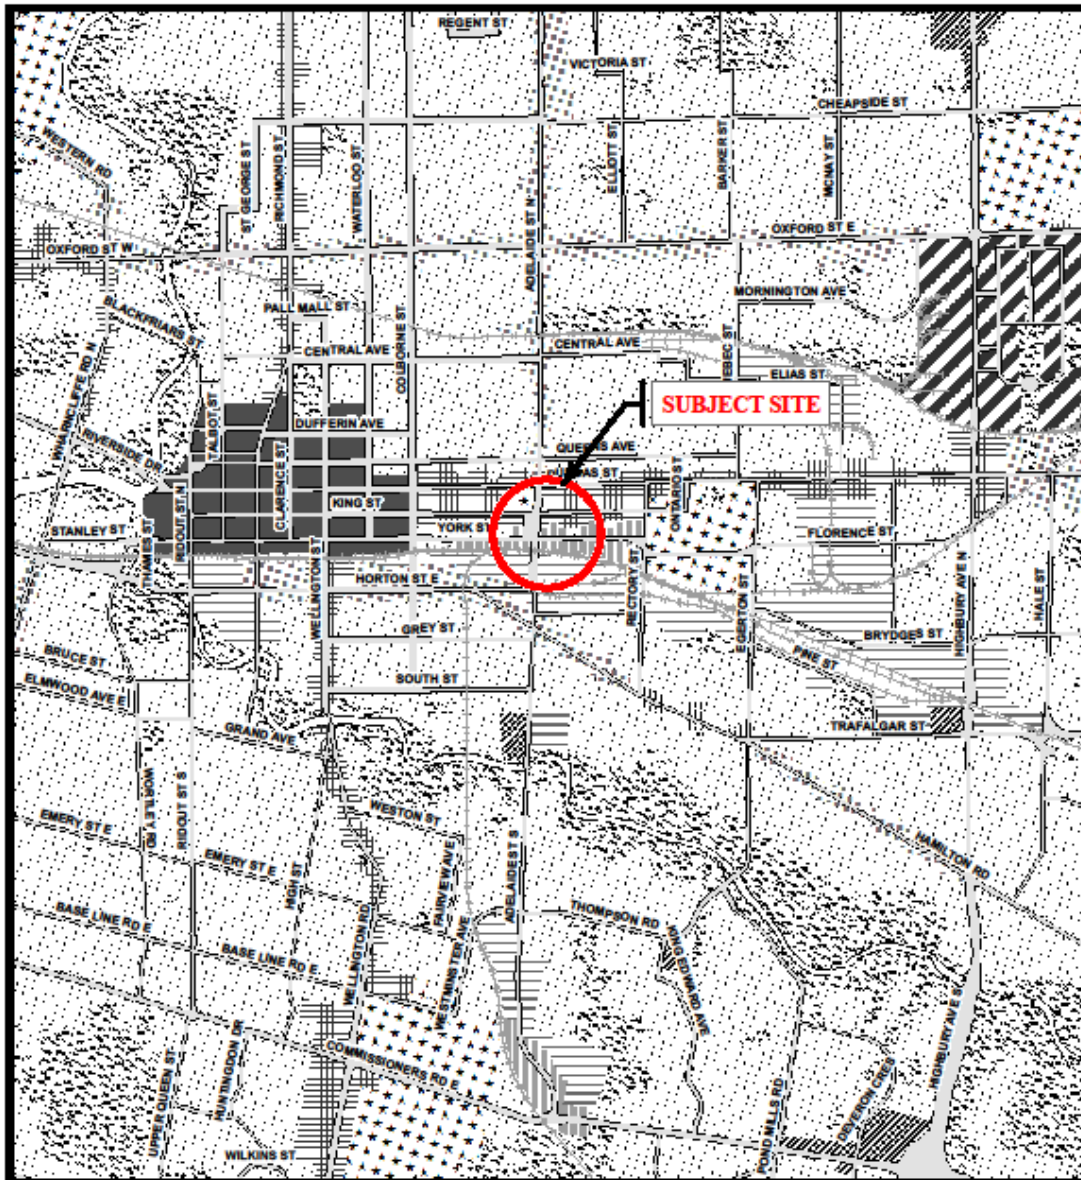 REGENT ST
VICTORIA ST
CHEAPSIDE ST
WESTERN RD
ST GEORGE ST
RICHMOND ST
WATERLOO ST
ELLIOTT ST
BARKER ST
MCNAY ST
ADELAIDE ST N
OXFORD ST W
OXFORD ST E
BLACKFRIARS ST
PALL MALL ST
MORNINGTON AVE
COLBORNE ST
CENTRAL AVE
CENTRAL AVE
EBEC ST
ELIAS ST
WHARNCLIFFE RD N
SUBJECT SITE
TALBOT ST
DUFFERIN AVE
RIVERSIDE DR
CLARENCE ST
QUEENS AVE
KING ST
YORK ST
ONTARIO ST
STANLEY ST
THAMES ST
RIDOUT ST N
FLORENCE ST
WELLINGTON ST
HORTON ST E
RECTORY ST
EGERTON ST
HIGHBURY AVE N
HALE ST
GREY ST
BRYDGES ST
BRUCE ST
PINE ST
SOUTH ST
ELMWOOD AVE E
GRAND AVE
TRAFALGAR ST
WORTLEY RD
RIDOUT ST S
WESTON ST
EMERY ST E
EMERY ST E
HIGH ST
FAIRVIEW AVE
ADELAIDE ST S
HAMILTON RD
BASE LINE RD E
BASE LINE RD E
WELLINGTON RD
WESTMINSTER AVE
THOMPSON RD
KING EDWARD AVE
HIGHBURY AVE S
HUNTINGDON DR
COMMISSIONERS RD E
UPPER QUEEN ST
POND MILLS RD
DEVERON CRES
WILKINS ST